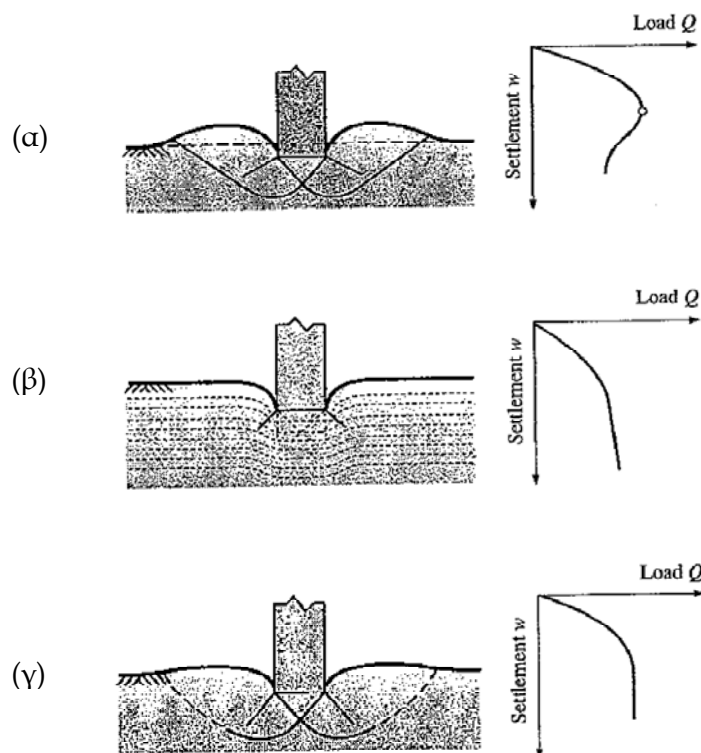 Load Q
Settlement w
(α)
Load Q
Settlement w
(β)
Load Q
Settlement w
(γ)